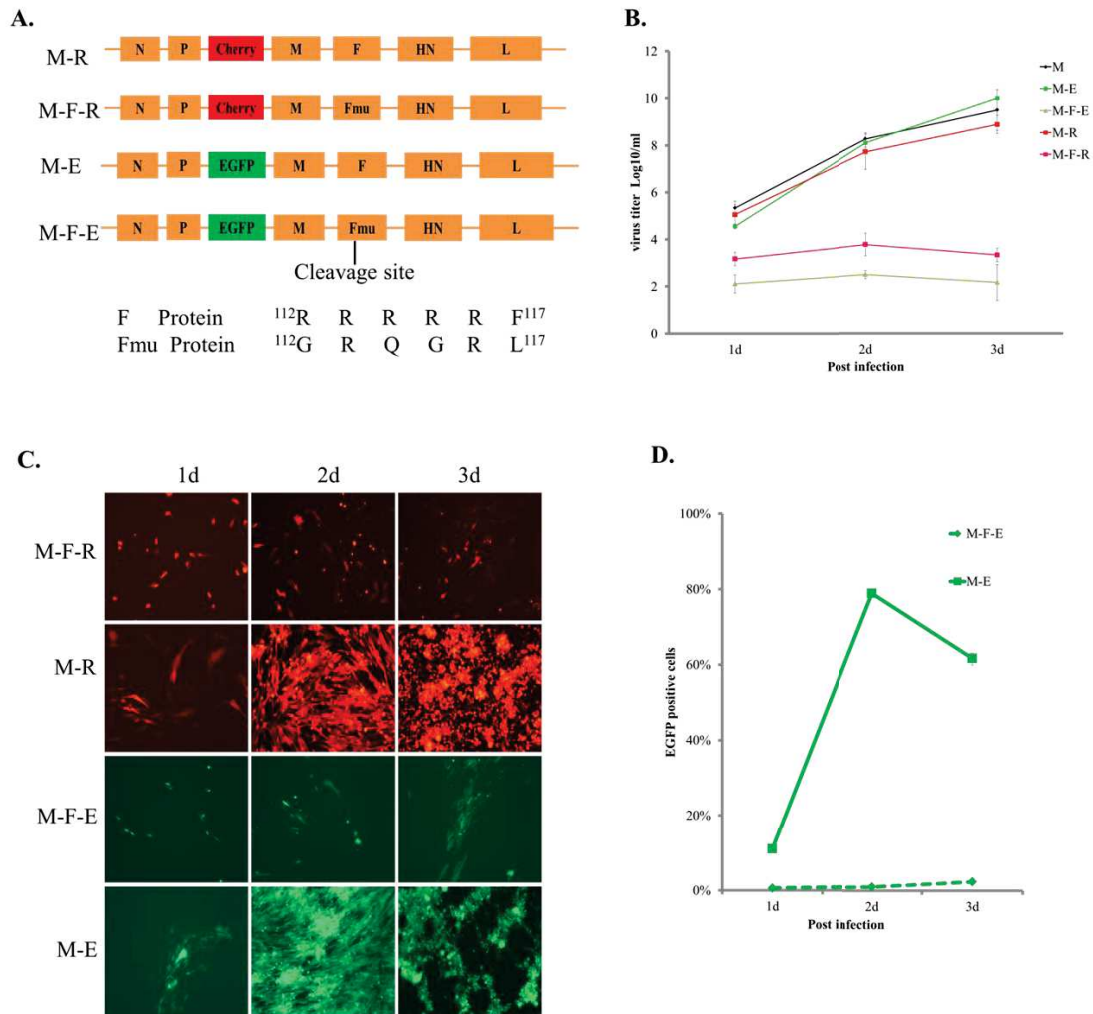 A.
M-R N P Cherry M F HN L
M-F-R N P Cherry M Fmu HN L
M-E N P EGFP M F HN L
M-F-E N P EGFP M Fmu HN L
Cleavage site
F Protein ¹¹²R R R R R F¹¹⁷
Fmu Protein ¹¹²G R Q G R L¹¹⁷
B.
virus titer Log10/ml
12
10
8
6
4
2
0
1d 2d 3d
Post infection
M
M-E
M-F-E
M-R
M-F-R
C.
1d 2d 3d
M-F-R
M-R
M-F-E
M-E
D.
EGFP positive cells
100%
80%
60%
40%
20%
0%
1d 2d 3d
Post infection
M-F-E
M-E